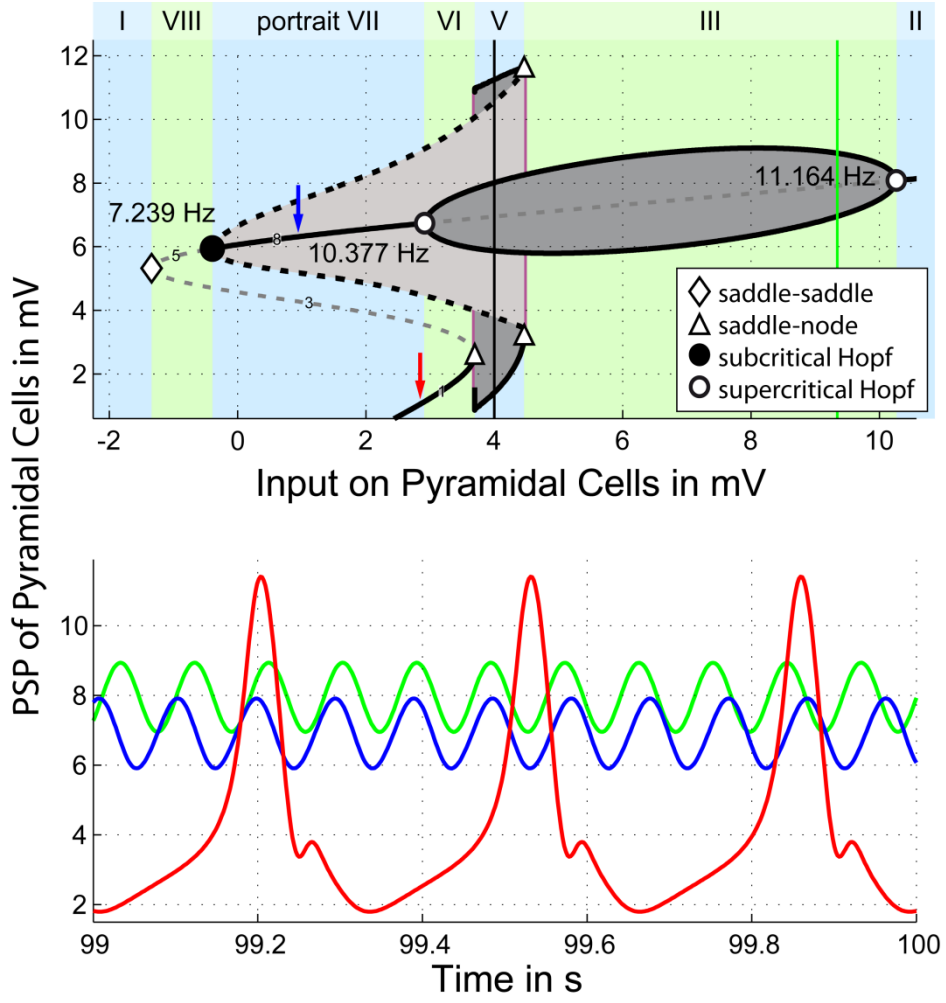 I VIII portrait VII VI V III II
12
10
8
6
4
2
7.239 Hz
11.164 Hz
10.377 Hz
5
8
3
1
saddle-saddle
saddle-node
subcritical Hopf
supercritical Hopf
-2 0 2 4 6 8 10
Input on Pyramidal Cells in mV
PSP of Pyramidal Cells in mV
10
8
6
4
2
99 99.2 99.4 99.6 99.8 100
Time in s